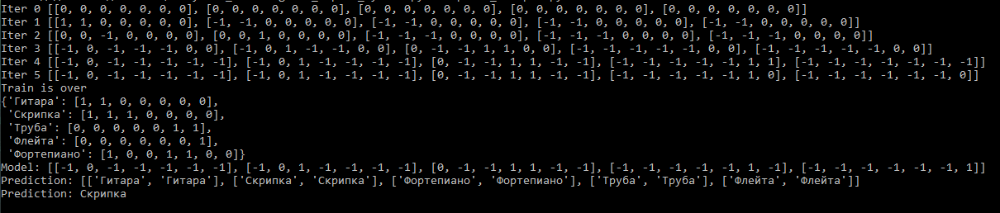 Iter 0 [[0, 0, 0, 0, 0, 0, 0], [0, 0, 0, 0, 0, 0, 0], [0, 0, 0, 0, 0, 0, 0], [0, 0, 0, 0, 0, 0, 0], [0, 0, 0, 0, 0, 0, 0]]
Iter 1 [[1, 1, 0, 0, 0, 0, 0], [-1, -1, 0, 0, 0, 0, 0], [-1, -1, 0, 0, 0, 0, 0], [-1, -1, 0, 0, 0, 0, 0], [-1, -1, 0, 0, 0, 0, 0]]
Iter 2 [[0, 0, -1, 0, 0, 0, 0], [0, 0, 1, 0, 0, 0, 0], [-1, -1, -1, 0, 0, 0, 0], [-1, -1, -1, 0, 0, 0, 0], [-1, -1, -1, 0, 0, 0, 0]]
Iter 3 [[-1, 0, -1, -1, -1, 0, 0], [-1, 0, 1, -1, -1, 0, 0], [0, -1, -1, 1, 1, 0, 0], [-1, -1, -1, -1, -1, 0, 0], [-1, -1, -1, -1, -1, 0, 0]]
Iter 4 [[-1, 0, -1, -1, -1, -1, -1], [-1, 0, 1, -1, -1, -1, -1], [0, -1, -1, 1, 1, -1, -1], [-1, -1, -1, -1, -1, 1, 1], [-1, -1, -1, -1, -1, -1, -1]]
Iter 5 [[-1, 0, -1, -1, -1, -1, -1], [-1, 0, 1, -1, -1, -1, -1], [0, -1, -1, 1, 1, -1, -1], [-1, -1, -1, -1, -1, 1, 0], [-1, -1, -1, -1, -1, -1, 0]]
Train is over
{'Гитара': [1, 1, 0, 0, 0, 0, 0],
'Скрипка': [1, 1, 1, 0, 0, 0, 0],
'Труба': [0, 0, 0, 0, 0, 1, 1],
'Флейта': [0, 0, 0, 0, 0, 0, 1],
'Фортепиано': [1, 0, 0, 1, 1, 0, 0]}
Model: [[-1, 0, -1, -1, -1, -1, -1], [-1, 0, 1, -1, -1, -1, -1], [0, -1, -1, 1, 1, -1, -1], [-1, -1, -1, -1, -1, 1, -1], [-1, -1, -1, -1, -1, -1, 1]]
Prediction: [['Гитара', 'Гитара'], ['Скрипка', 'Скрипка'], ['Фортепиано', 'Фортепиано'], ['Труба', 'Труба'], ['Флейта', 'Флейта']]
Prediction: Скрипка